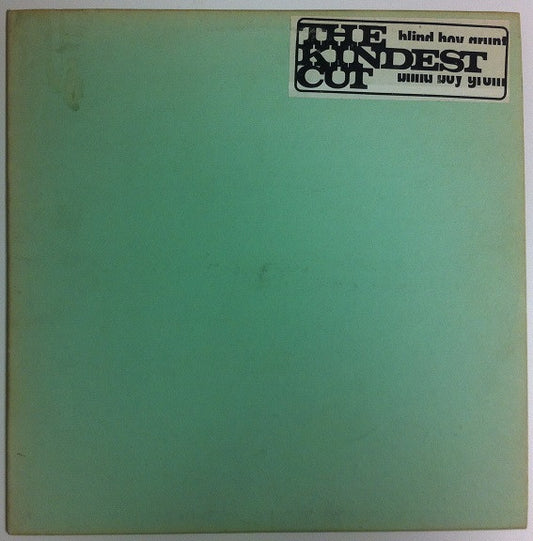 THE blind boy grunt
KINDEST
CUT blind boy grunt